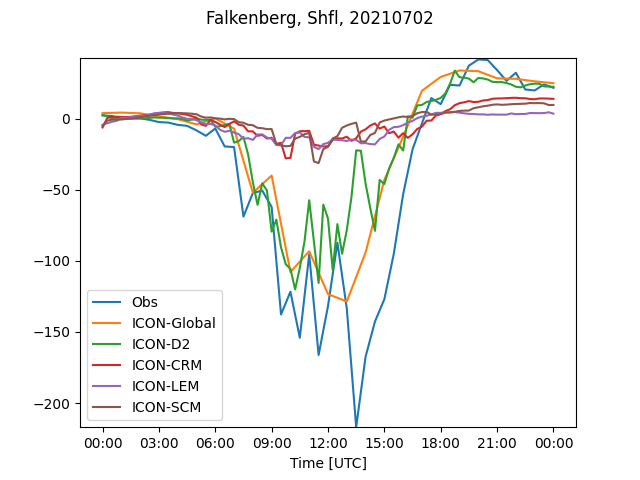 Falkenberg, Shfl, 20210702
0
−50
−100
−150
−200
Obs
ICON-Global
ICON-D2
ICON-CRM
ICON-LEM
ICON-SCM
00:00 03:00 06:00 09:00 12:00 15:00 18:00 21:00 00:00
Time [UTC]